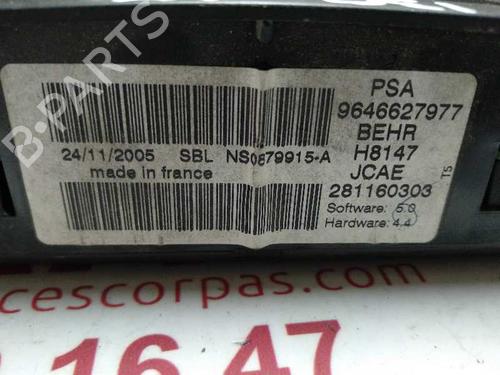 B-PARTS
PSA
9646627977
BEHR
24/11/2005 SBL NS0879915-A
H8147
made in france
JCAE
281160303
TS
Software: 5.0
Hardware: 4.4
cescorpas.com
16 47